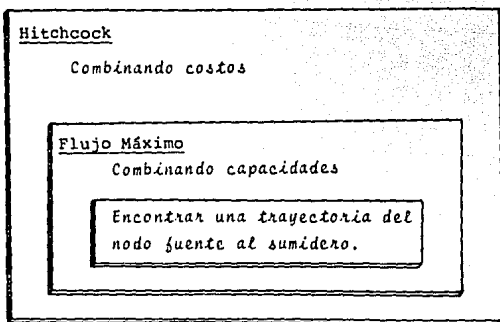 Hitchcock
Combinando costos
Flujo Máximo
Combinando capacidades
Encontrar una trayectoria del
nodo fuente al sumidero.